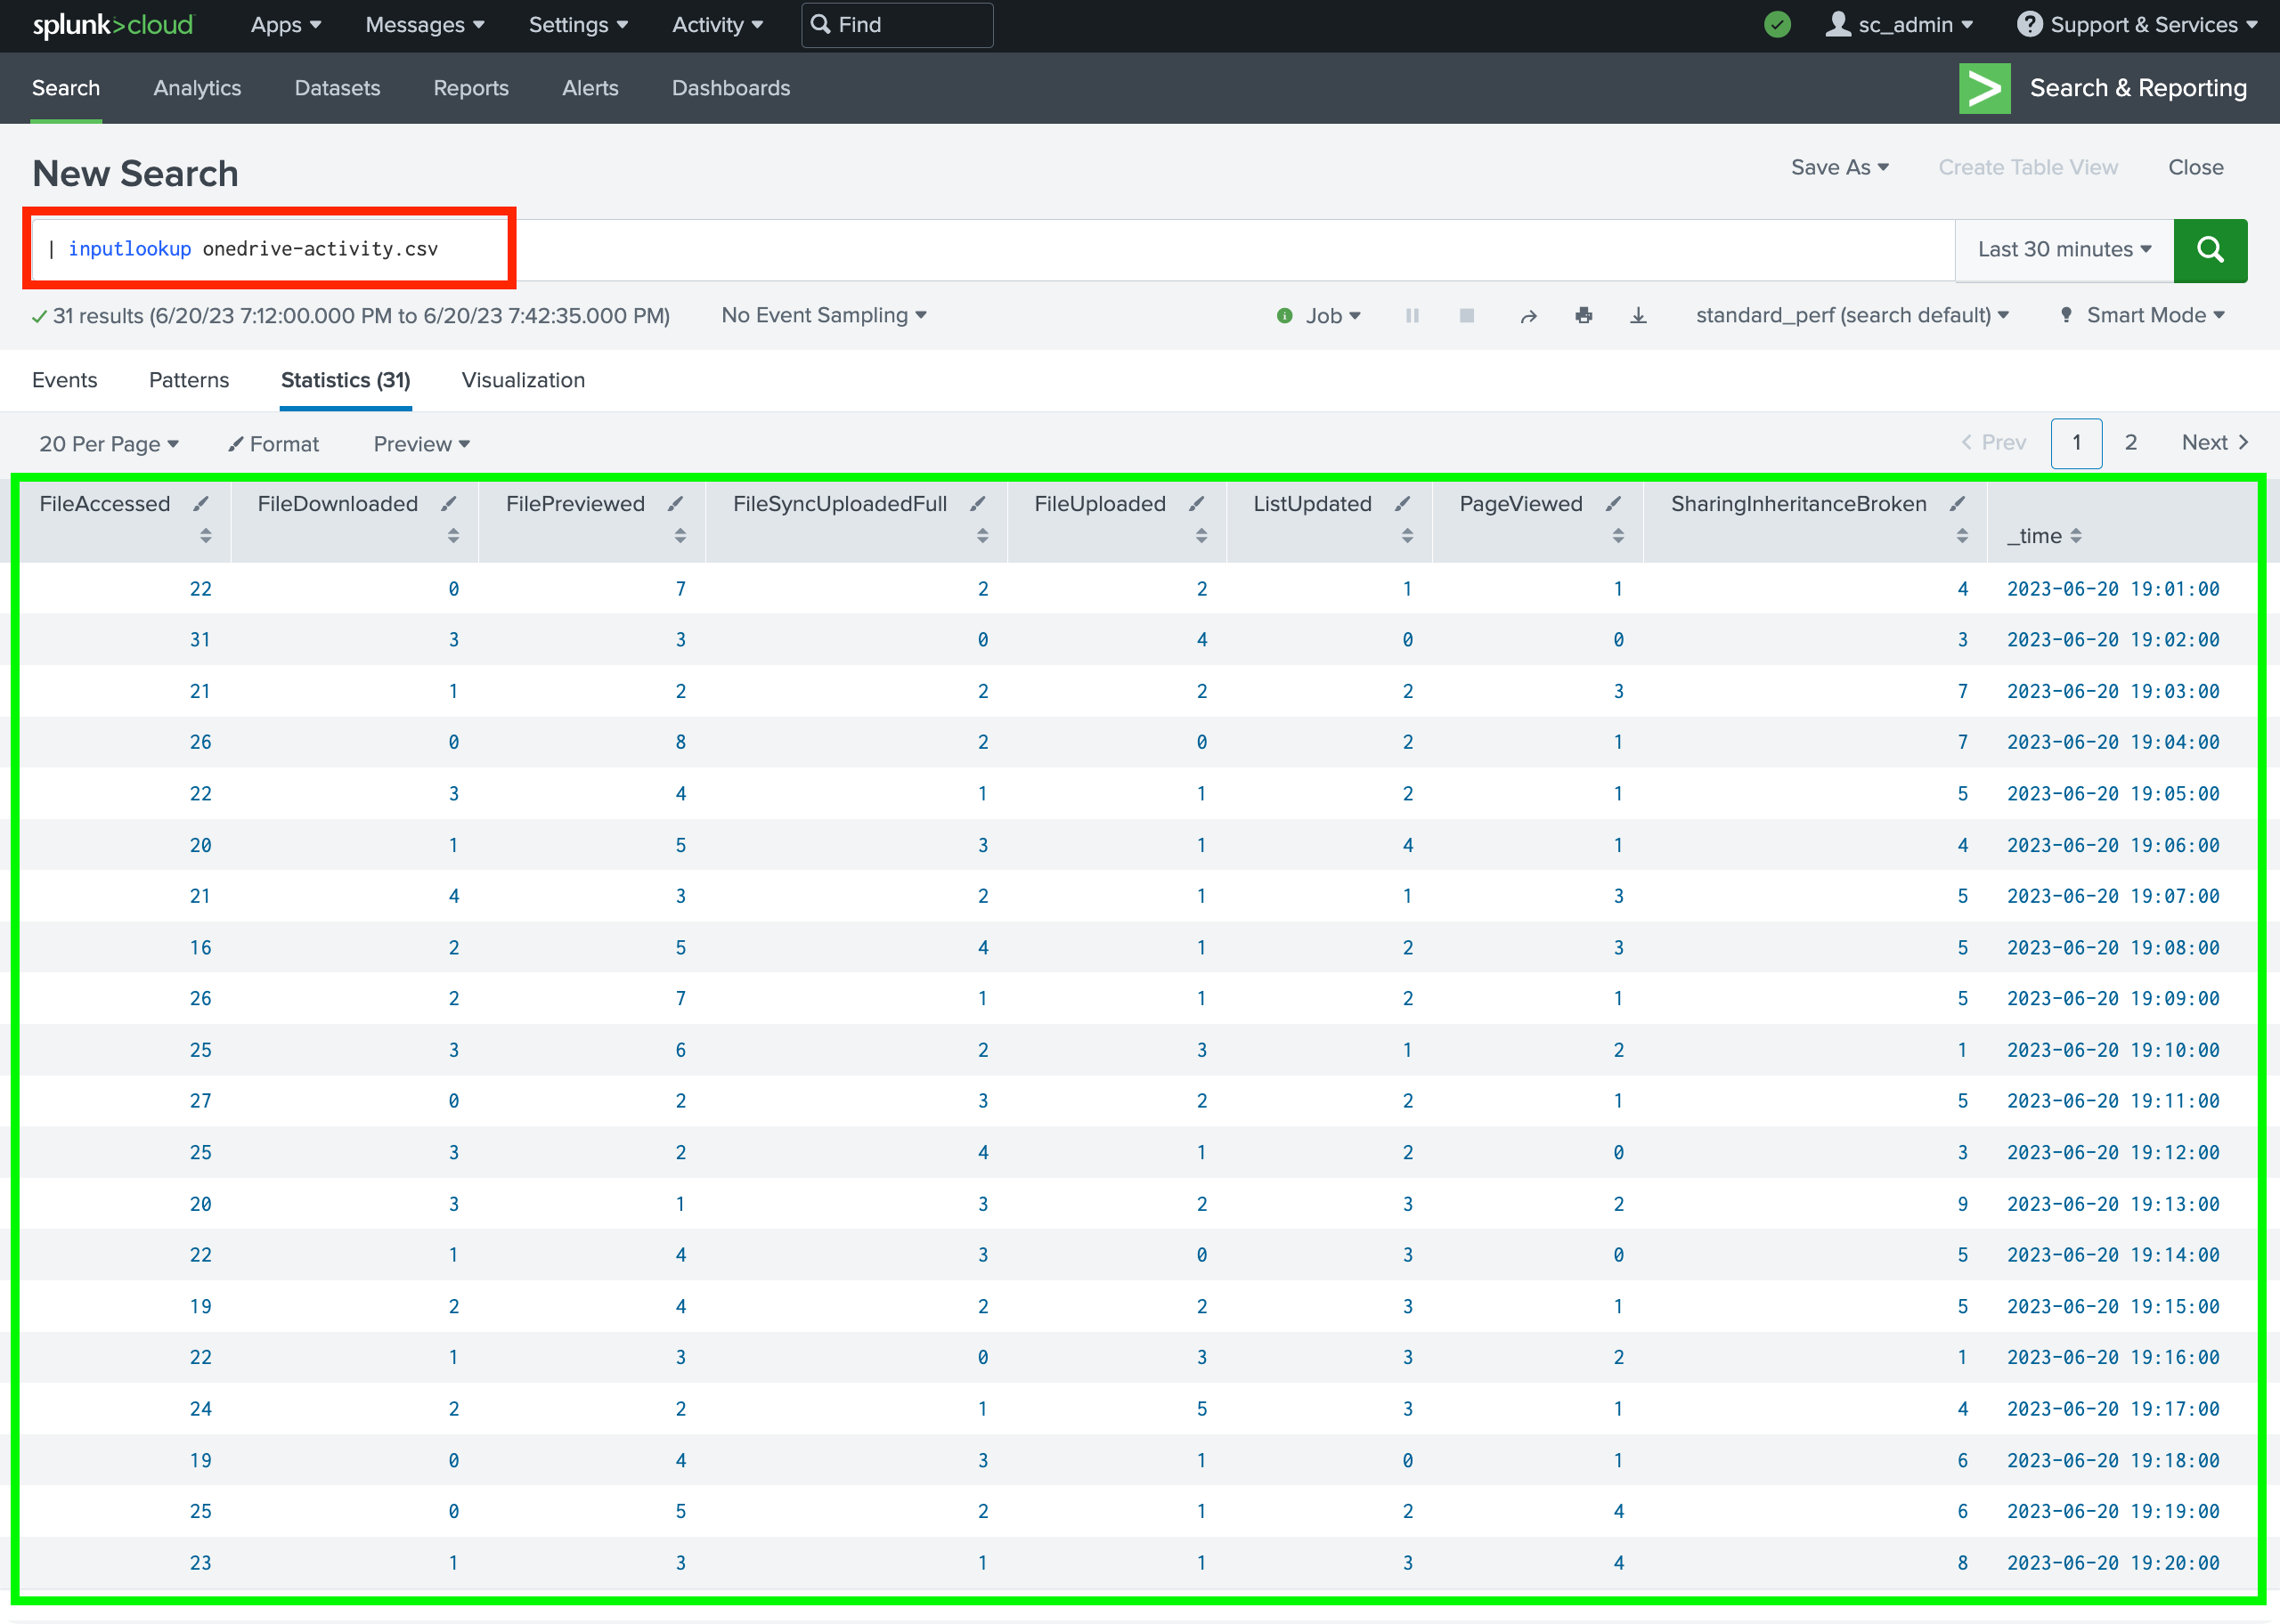 splunk>cloud Apps Messages Settings Activity Find sc_admin Support & Services
Search Analytics Datasets Reports Alerts Dashboards Search & Reporting
New Search Save As Create Table View Close
| inputlookup onedrive-activity.csv Last 30 minutes
31 results (6/20/23 7:12:00.000 PM to 6/20/23 7:42:35.000 PM) No Event Sampling Job standard_perf (search default) Smart Mode
Events Patterns Statistics (31) Visualization
20 Per Page Format Preview Prev 1 2 Next
FileAccessed FileDownloaded FilePreviewed FileSyncUploadedFull FileUploaded ListUpdated PageViewed SharingInheritanceBroken _time
22 0 7 2 2 1 1 4 2023-06-20 19:01:00
31 3 3 0 4 0 0 3 2023-06-20 19:02:00
21 1 2 2 2 2 3 7 2023-06-20 19:03:00
26 0 8 2 0 2 1 7 2023-06-20 19:04:00
22 3 4 1 1 2 1 5 2023-06-20 19:05:00
20 1 5 3 1 4 1 4 2023-06-20 19:06:00
21 4 3 2 1 1 3 5 2023-06-20 19:07:00
16 2 5 4 1 2 3 5 2023-06-20 19:08:00
26 2 7 1 1 2 1 5 2023-06-20 19:09:00
25 3 6 2 3 1 2 1 2023-06-20 19:10:00
27 0 2 3 2 2 1 5 2023-06-20 19:11:00
25 3 2 4 1 2 0 3 2023-06-20 19:12:00
20 3 1 3 2 3 2 9 2023-06-20 19:13:00
22 1 4 3 0 3 0 5 2023-06-20 19:14:00
19 2 4 2 2 3 1 5 2023-06-20 19:15:00
22 1 3 0 3 3 2 1 2023-06-20 19:16:00
24 2 2 1 5 3 1 4 2023-06-20 19:17:00
19 0 4 3 1 0 1 6 2023-06-20 19:18:00
25 0 5 2 1 2 4 6 2023-06-20 19:19:00
23 1 3 1 1 3 4 8 2023-06-20 19:20:00